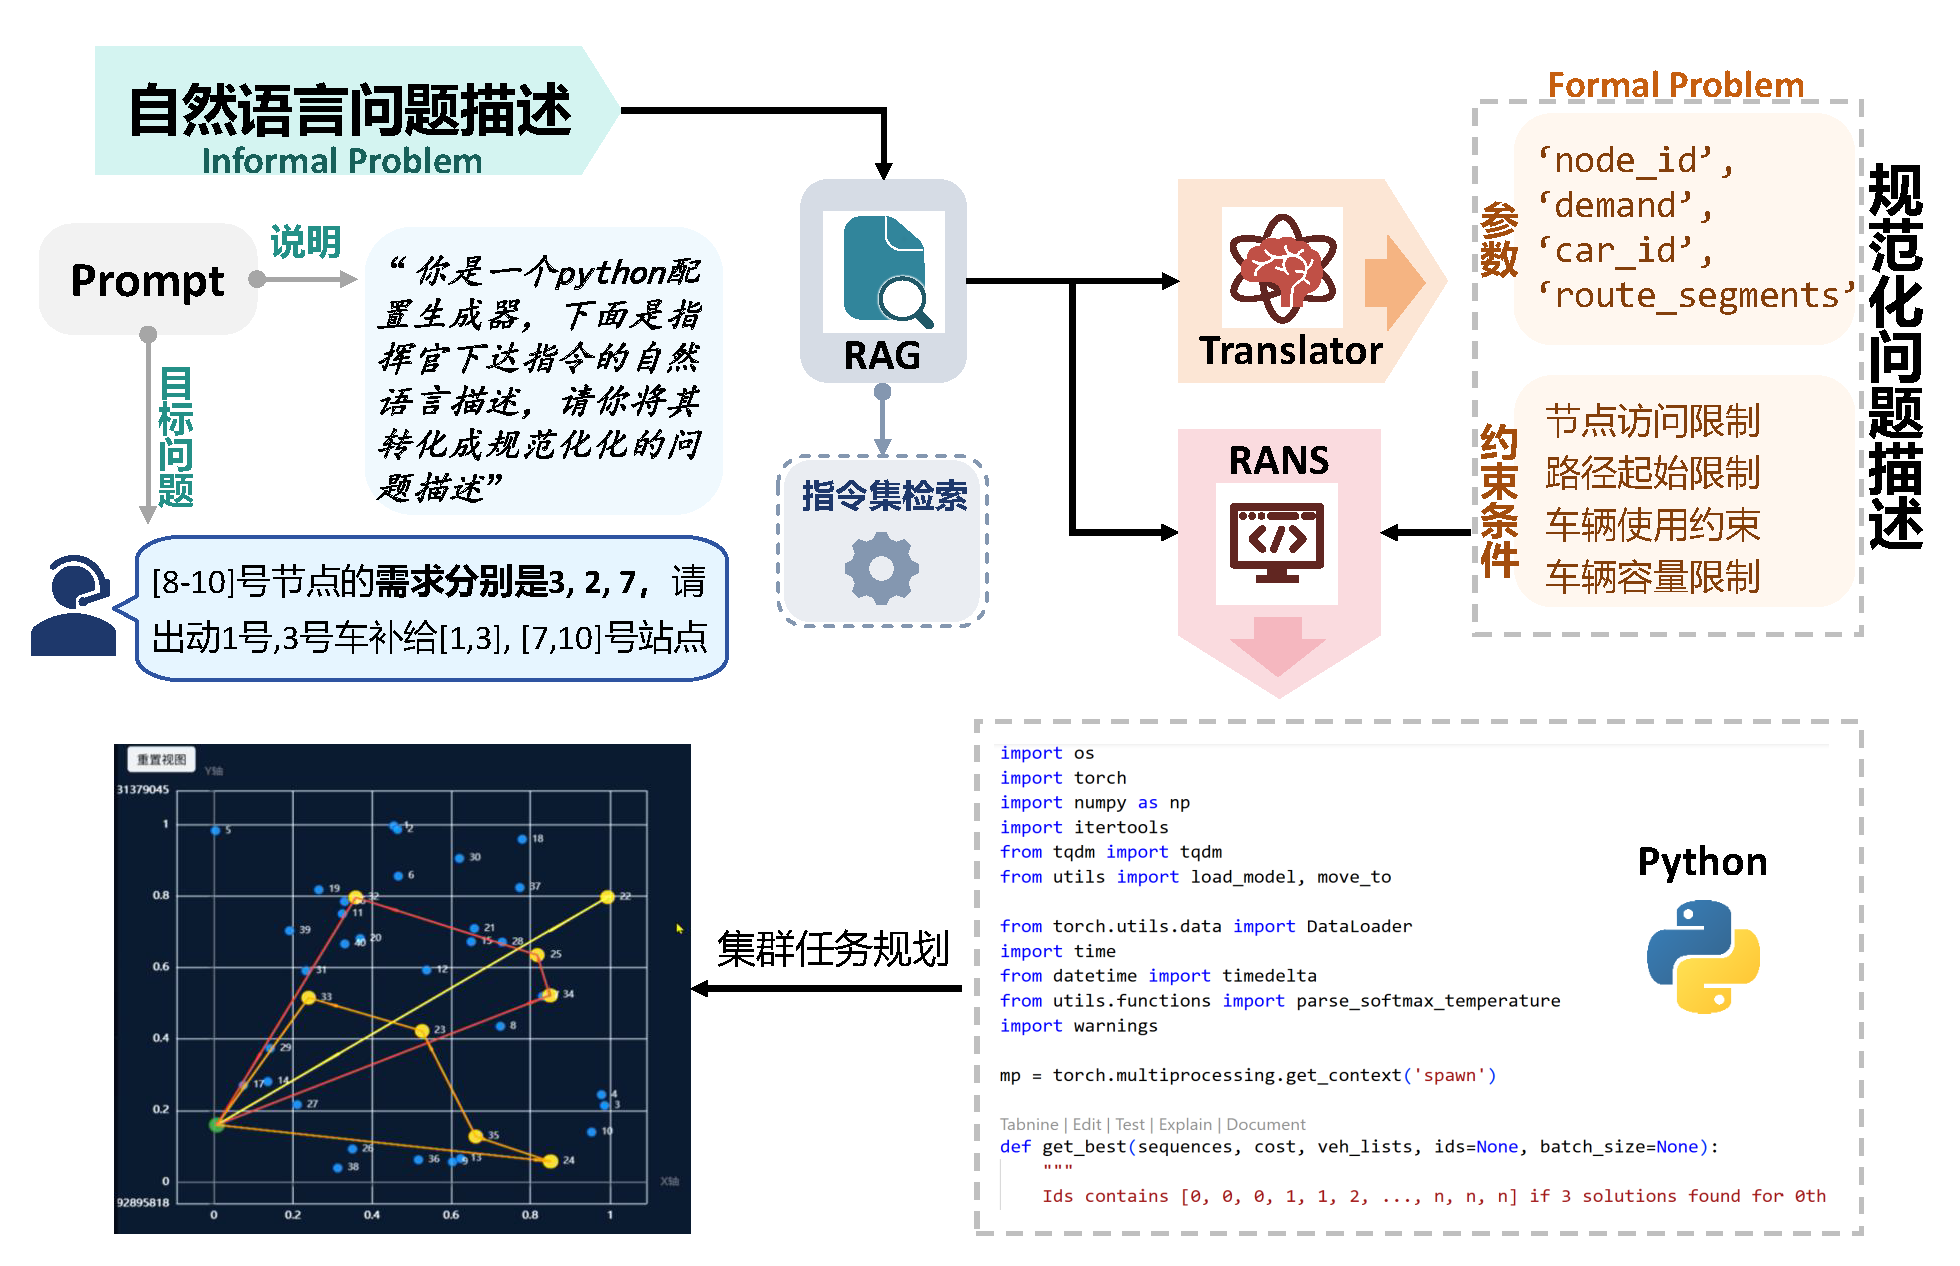 自然语言问题描述
Informal Problem
Prompt
说明
“你是一个python配
置生成器，下面是指
挥官下达指令的自然
语言描述，请你将其
转化成规范化化的问
题描述”
目标问题
[8-10]号节点的需求分别是3, 2, 7，请
出动1号,3号车补给[1,3], [7,10]号站点
RAG
指令集检索
Translator
RANS
Formal Problem
参数
‘node_id’,
‘demand’,
‘car_id’,
‘route_segments’
约束条件
节点访问限制
路径起始限制
车辆使用约束
车辆容量限制
规范化问题描述
重置视图
Y轴
31379045
1
0.8
0.6
0.4
0.2
0
92895818
0
0.2
0.4
0.6
0.8
1
X轴
5
1
2
18
30
6
37
19
32
22
11
39
40
20
21
15
28
25
31
12
34
33
23
8
29
17
14
27
4
3
10
35
26
38
36
9
13
24
集群任务规划
import os
import torch
import numpy as np
import itertools
from tqdm import tqdm
from utils import load_model, move_to
from torch.utils.data import DataLoader
import time
from datetime import timedelta
from utils.functions import parse_softmax_temperature
import warnings
mp = torch.multiprocessing.get_context('spawn')
Tabnine | Edit | Test | Explain | Document
def get_best(sequences, cost, veh_lists, ids=None, batch_size=None):
"""
Ids contains [0, 0, 0, 1, 1, 2, ..., n, n, n] if 3 solutions found for 0th
Python